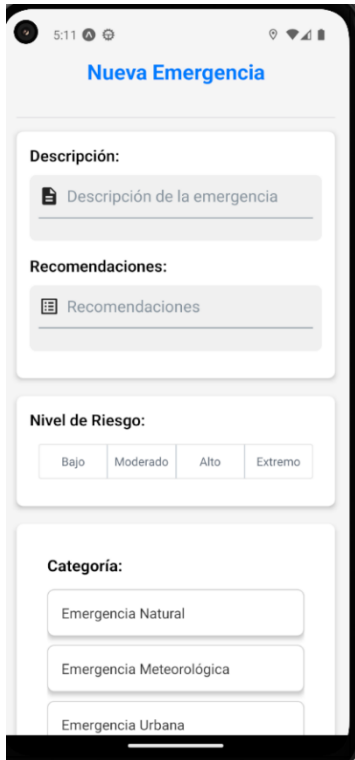 5:11
Nueva Emergencia
Descripción:
Descripción de la emergencia
Recomendaciones:
Recomendaciones
Nivel de Riesgo:
Bajo Moderado Alto Extremo
Categoría:
Emergencia Natural
Emergencia Meteorológica
Emergencia Urbana